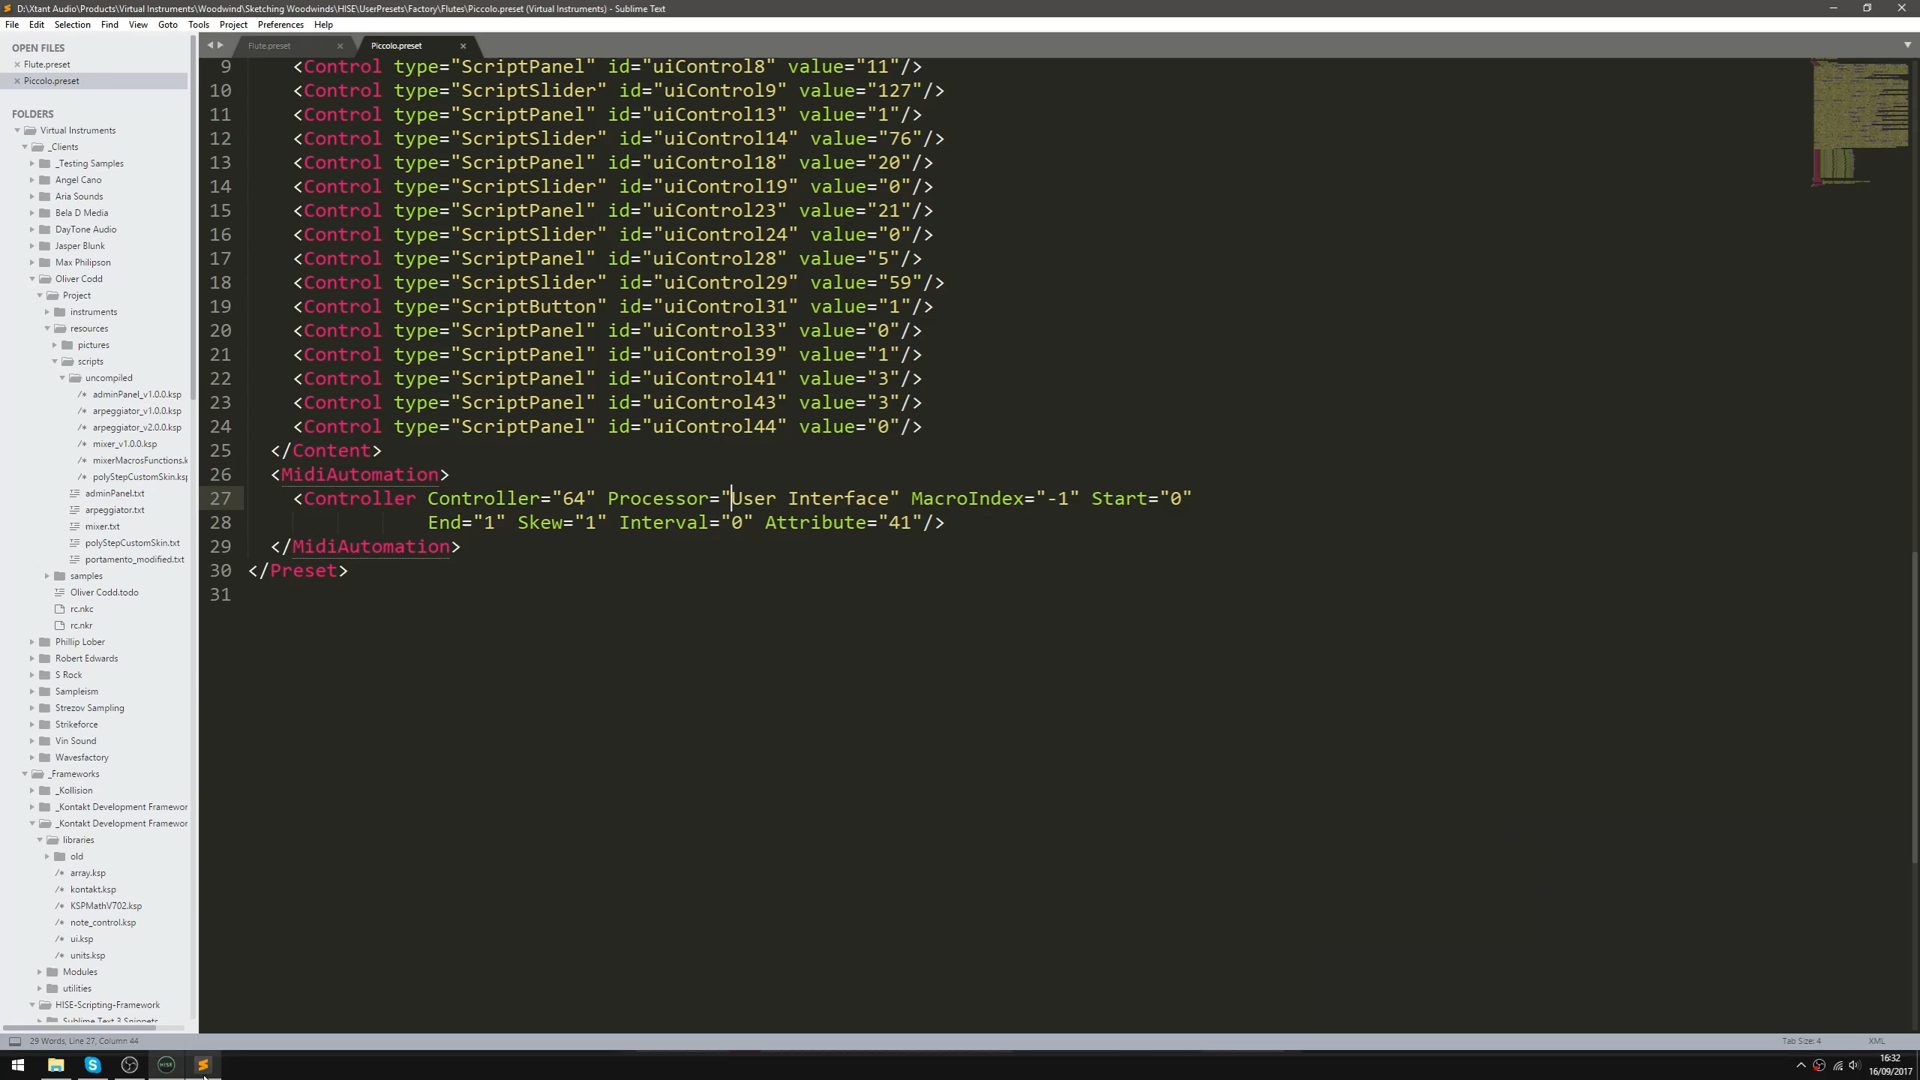 D:\Xtant Audio\Products\Virtual Instruments\Woodwind\Sketching Woodwinds\HISE\UserPresets\Factory\Flutes\Piccolo.preset (Virtual Instruments) - Sublime Text
File Edit Selection Find View Goto Tools Project Preferences Help
OPEN FILES
Flute.preset
Piccolo.preset
FOLDERS
Virtual Instruments
_Clients
_Testing Samples
Angel Cano
Aria Sounds
Bela D Media
DayTone Audio
Jasper Blunk
Max Philipson
Oliver Codd
Project
instruments
resources
pictures
scripts
uncompiled
adminPanel_v1.0.0.ksp
arpeggiator_v1.0.0.ksp
arpeggiator_v2.0.0.ksp
mixer_v1.0.0.ksp
mixerMacrosFunctions.k
polyStepCustomSkin.ksp
adminPanel.txt
arpeggiator.txt
mixer.txt
polyStepCustomSkin.txt
portamento_modified.txt
samples
Oliver Codd.todo
rc.nkc
rc.nkr
Phillip Lober
Robert Edwards
S Rock
Sampleism
Strezov Sampling
Strikeforce
Vin Sound
Wavesfactory
_Frameworks
_Kollision
_Kontakt Development Framewor
_Kontakt Development Framewor
libraries
old
array.ksp
kontakt.ksp
KSPMathV702.ksp
note_control.ksp
ui.ksp
units.ksp
Modules
utilities
HISE-Scripting-Framework
Sublime Text 3 Snippets
Flute.preset
Piccolo.preset
9 <Control type="ScriptPanel" id="uiControl8" value="11"/>
10 <Control type="ScriptSlider" id="uiControl9" value="127"/>
11 <Control type="ScriptPanel" id="uiControl13" value="1"/>
12 <Control type="ScriptSlider" id="uiControl14" value="76"/>
13 <Control type="ScriptPanel" id="uiControl18" value="20"/>
14 <Control type="ScriptSlider" id="uiControl19" value="0"/>
15 <Control type="ScriptPanel" id="uiControl23" value="21"/>
16 <Control type="ScriptSlider" id="uiControl24" value="0"/>
17 <Control type="ScriptPanel" id="uiControl28" value="5"/>
18 <Control type="ScriptSlider" id="uiControl29" value="59"/>
19 <Control type="ScriptButton" id="uiControl31" value="1"/>
20 <Control type="ScriptPanel" id="uiControl33" value="0"/>
21 <Control type="ScriptPanel" id="uiControl39" value="1"/>
22 <Control type="ScriptPanel" id="uiControl41" value="3"/>
23 <Control type="ScriptPanel" id="uiControl43" value="3"/>
24 <Control type="ScriptPanel" id="uiControl44" value="0"/>
25 </Content>
26 <MidiAutomation>
27 <Controller Controller="64" Processor="User Interface" MacroIndex="-1" Start="0"
28 End="1" Skew="1" Interval="0" Attribute="41"/>
29 </MidiAutomation>
30 </Preset>
31
29 Words, Line 27, Column 44
Tab Size: 4
XML
HISE
16:32
16/09/2017